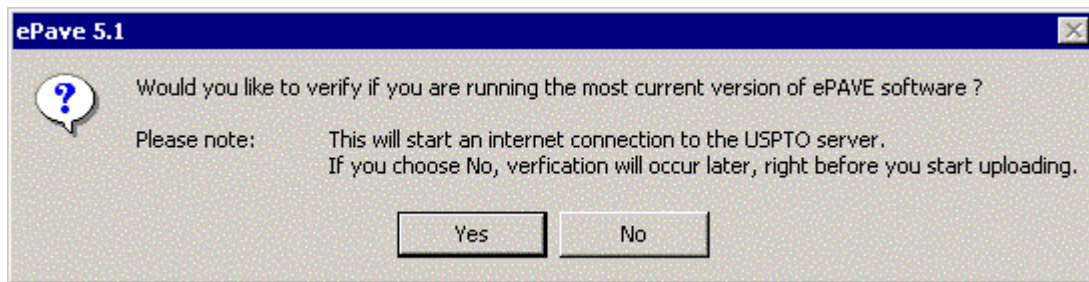 ePave 5.1
?
Would you like to verify if you are running the most current version of ePAVE software ?
Please note: This will start an internet connection to the USPTO server.
If you choose No, verfication will occur later, right before you start uploading.
Yes No